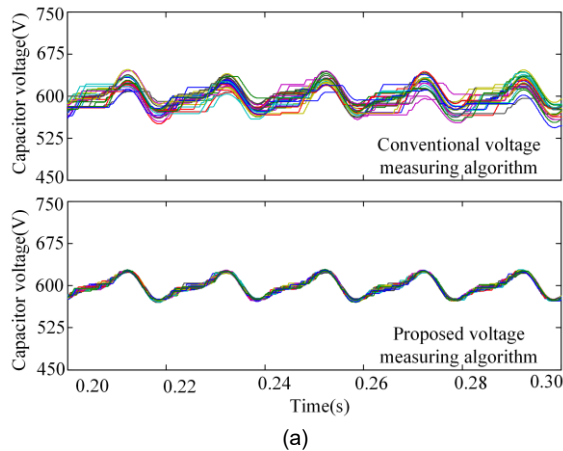 750
675
600
525
450
Capacitor voltage(V)
Conventional voltage
measuring algorithm
750
675
600
525
450
Capacitor voltage(V)
Proposed voltage
measuring algorithm
0.20 0.22 0.24 0.26 0.28 0.30
Time(s)
(a)